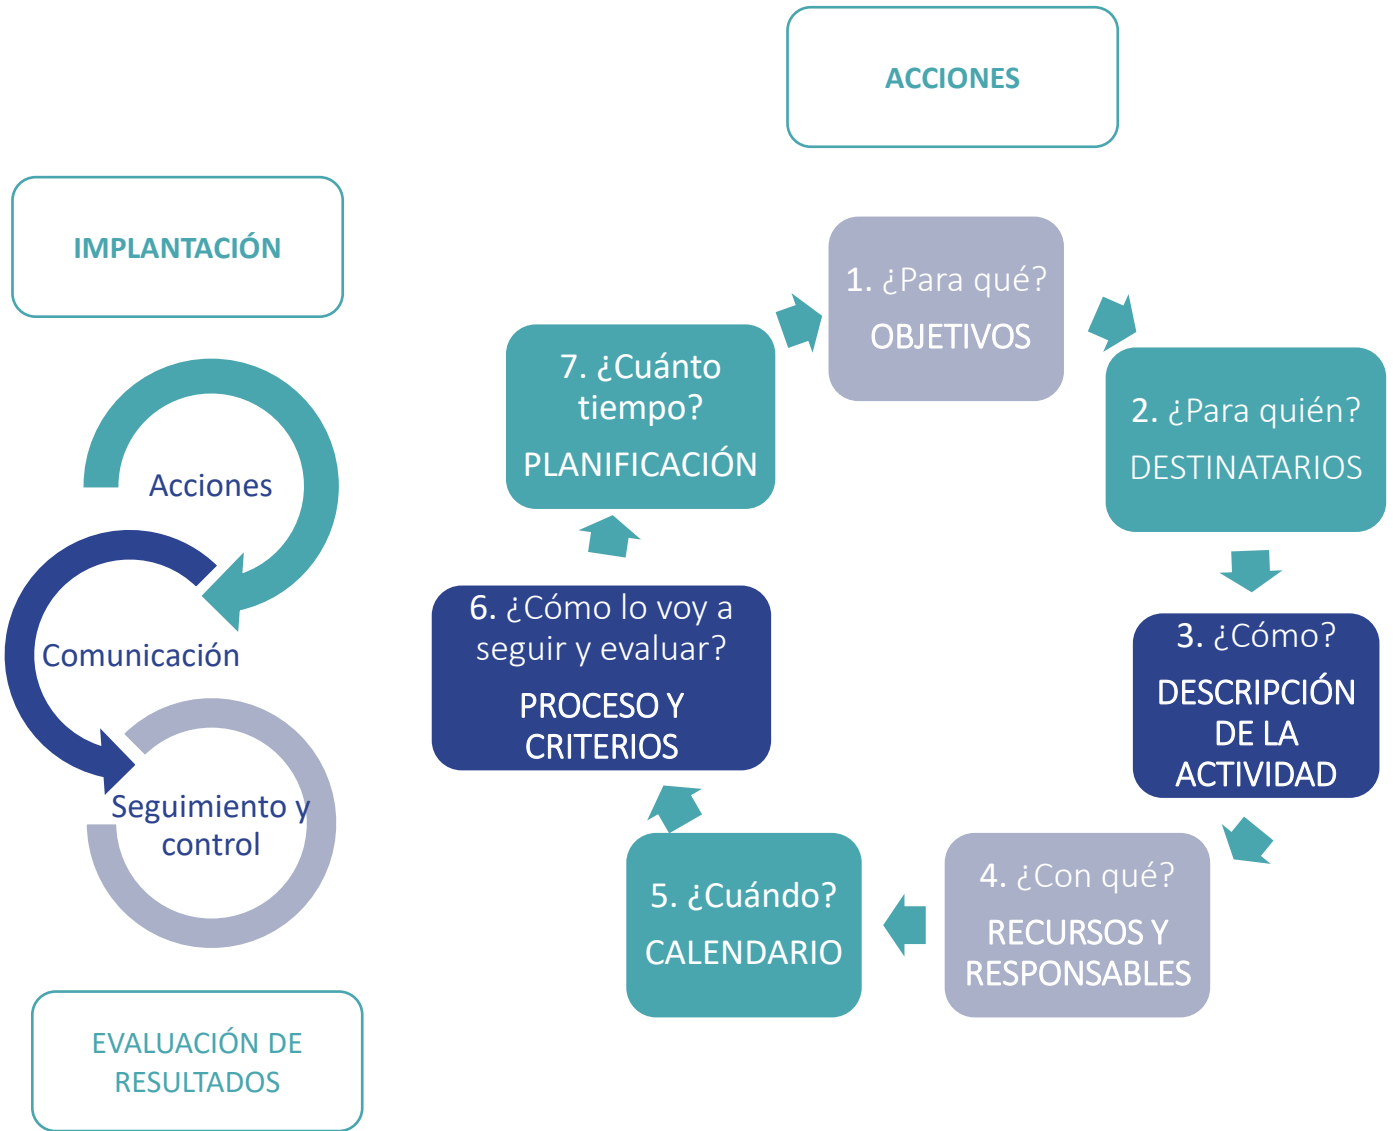 ACCIONES
IMPLANTACIÓN
Acciones
Comunicación
Seguimiento y
control
EVALUACIÓN DE
RESULTADOS
1. ¿Para qué?
OBJETIVOS
2. ¿Para quién?
DESTINATARIOS
3. ¿Cómo?
DESCRIPCIÓN
DE LA
ACTIVIDAD
4. ¿Con qué?
RECURSOS Y
RESPONSABLES
5. ¿Cuándo?
CALENDARIO
6. ¿Cómo lo voy a
seguir y evaluar?
PROCESO Y
CRITERIOS
7. ¿Cuánto
tiempo?
PLANIFICACIÓN